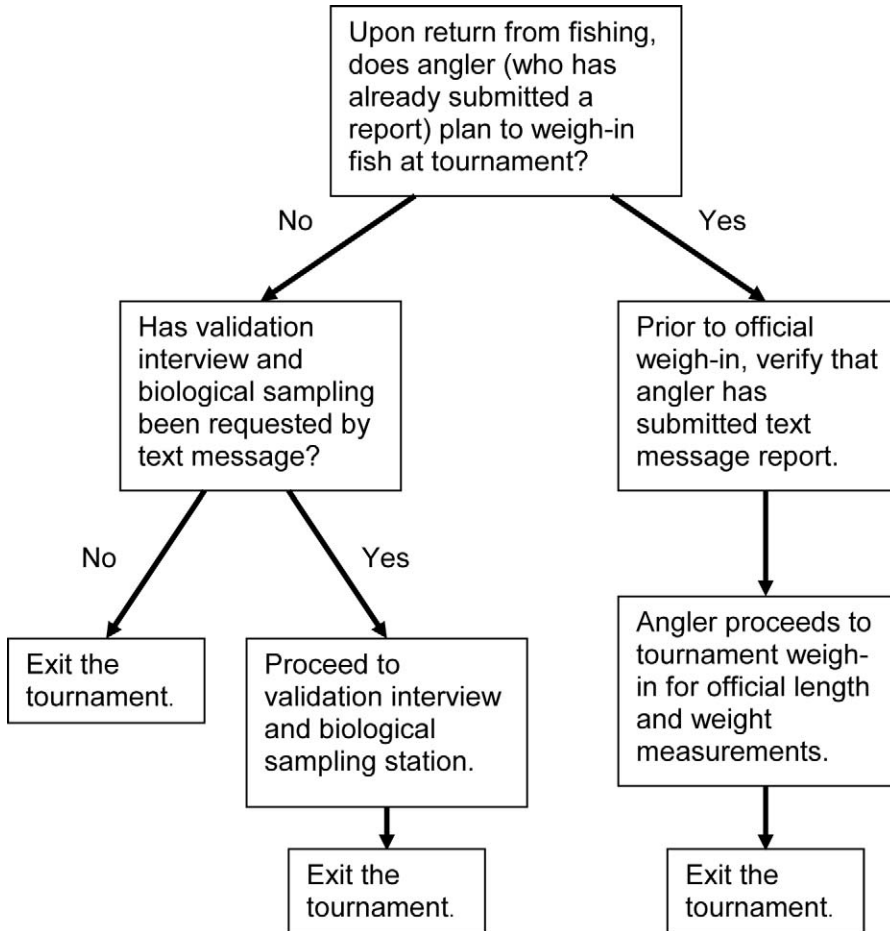 Upon return from fishing,
does angler (who has
already submitted a
report) plan to weigh-in
fish at tournament?
No
Yes
Has validation
interview and
biological sampling
been requested by
text message?
Prior to official
weigh-in, verify that
angler has
submitted text
message report.
No
Yes
Exit the
tournament.
Proceed to
validation interview
and biological
sampling station.
Angler proceeds to
tournament weigh-
in for official length
and weight
measurements.
Exit the
tournament.
Exit the
tournament.